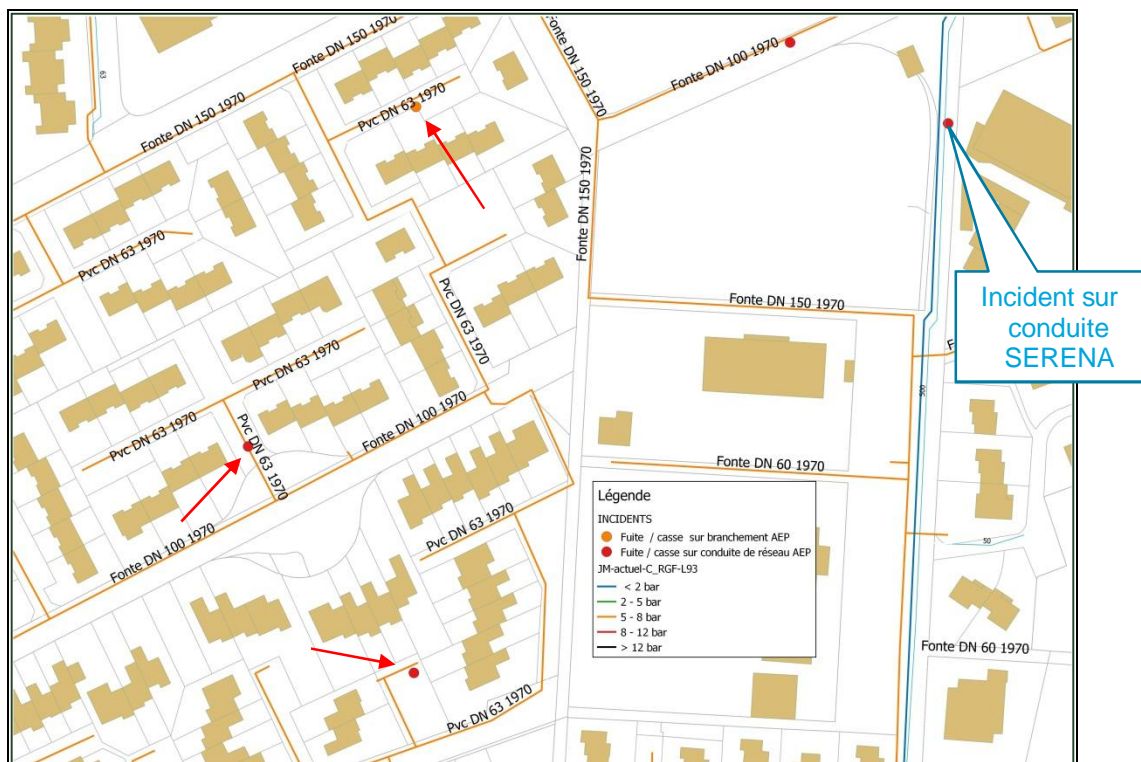 Fonte DN 150 1970
Fonte DN 150 1970
Fonte DN 100 1970
63
Pvc DN 63 1970
Fonte DN 150 1970
Fonte DN 150 1970
Pvc DN 63 1970
Pvc DN 63 1970
Incident sur
conduite
SERENA
Fonte DN 150 1970
F
Pvc DN 63 1970
500
Pvc DN 63 1970
Pvc DN 63 1970
Fonte DN 100 1970
Fonte DN 60 1970
Fonte DN 100 1970
Pvc DN 63 1970
50
Légende
INCIDENTS
Fuite / casse sur branchement AEP
Fuite / casse sur conduite de réseau AEP
JM-actuel-C_RGF-L93
< 2 bar
2 - 5 bar
5 - 8 bar
8 - 12 bar
> 12 bar
Fonte DN 60 1970
Pvc DN 63 1970